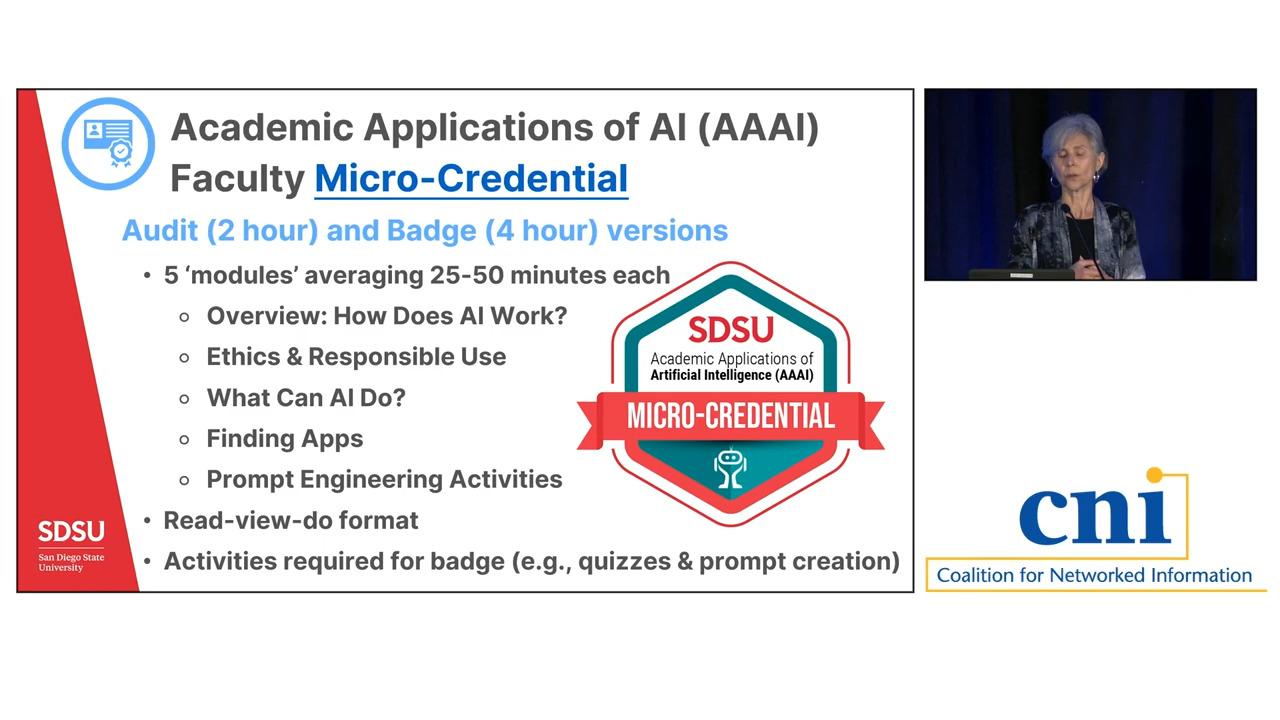 Academic Applications of AI (AAAI)
Faculty Micro-Credential
Audit (2 hour) and Badge (4 hour) versions
• 5 ‘modules’ averaging 25-50 minutes each
Overview: How Does AI Work?
Ethics & Responsible Use
What Can AI Do?
Finding Apps
Prompt Engineering Activities
• Read-view-do format
• Activities required for badge (e.g., quizzes & prompt creation)
SDSU
Academic Applications of
Artificial Intelligence (AAAI)
MICRO-CREDENTIAL
SDSU
San Diego State
University
cni
Coalition for Networked Information